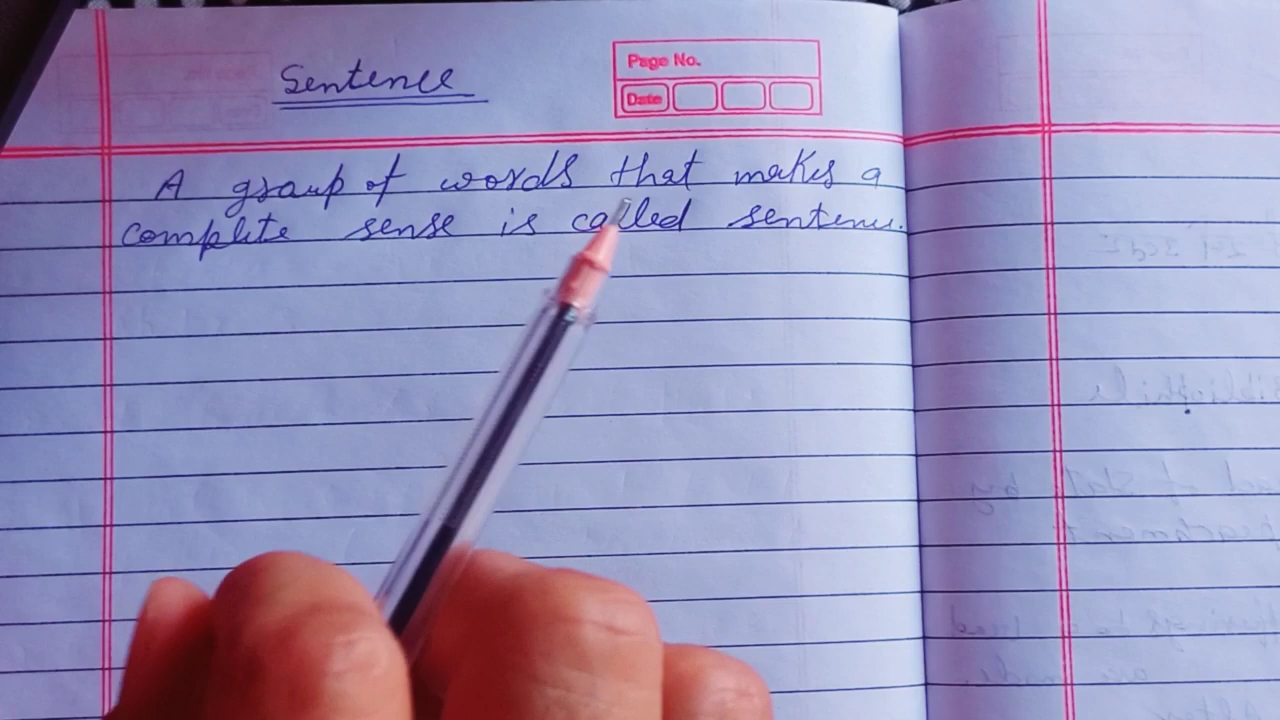 Sentence
Page No.
Date
A group of words that makes a
complete sense is called sentence.